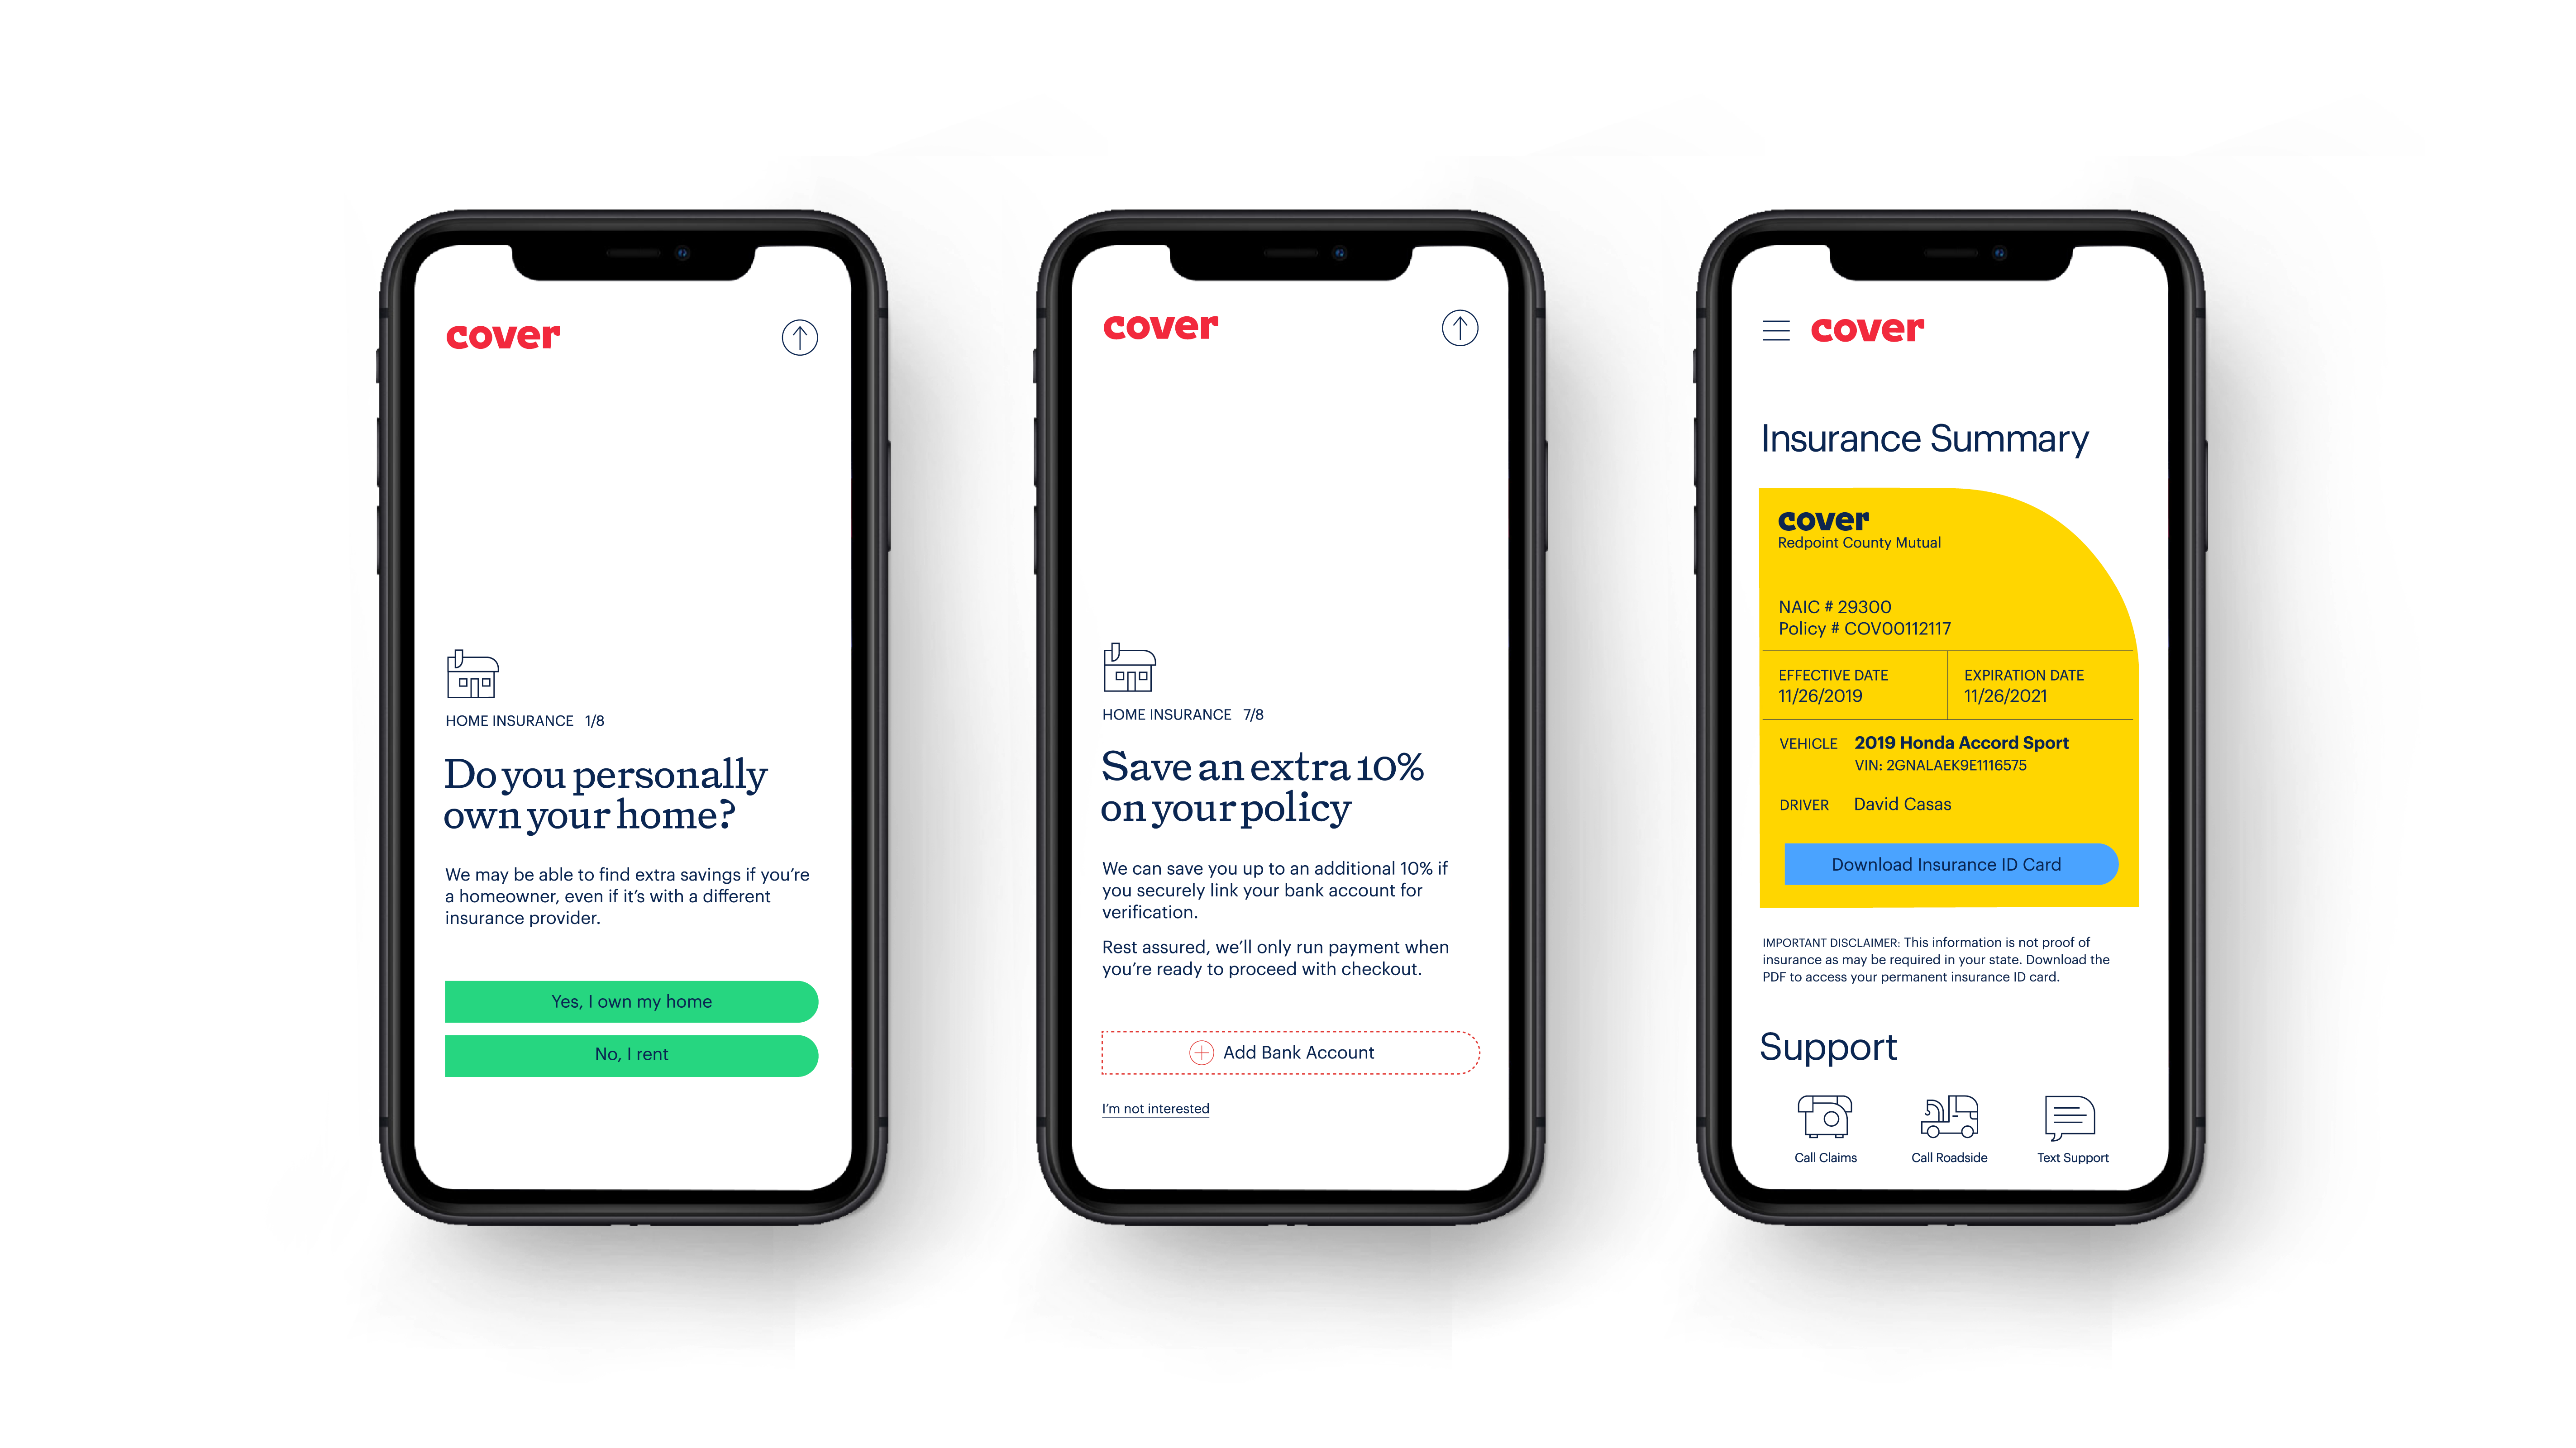 cover
HOME INSURANCE 1/8
Do you personally
own your home?
We may be able to find extra savings if you’re
a homeowner, even if it’s with a different
insurance provider.
Yes, I own my home
No, I rent
cover
HOME INSURANCE 7/8
Save an extra 10%
on your policy
We can save you up to an additional 10% if
you securely link your bank account for
verification.
Rest assured, we’ll only run payment when
you’re ready to proceed with checkout.
Add Bank Account
I’m not interested
cover
Insurance Summary
cover
Redpoint County Mutual
NAIC # 29300
Policy # COV00112117
EFFECTIVE DATE
11/26/2019
EXPIRATION DATE
11/26/2021
VEHICLE 2019 Honda Accord Sport
VIN: 2GNALAEK9E1116575
DRIVER David Casas
Download Insurance ID Card
IMPORTANT DISCLAIMER: This information is not proof of
insurance as may be required in your state. Download the
PDF to access your permanent insurance ID card.
Support
Call Claims
Call Roadside
Text Support